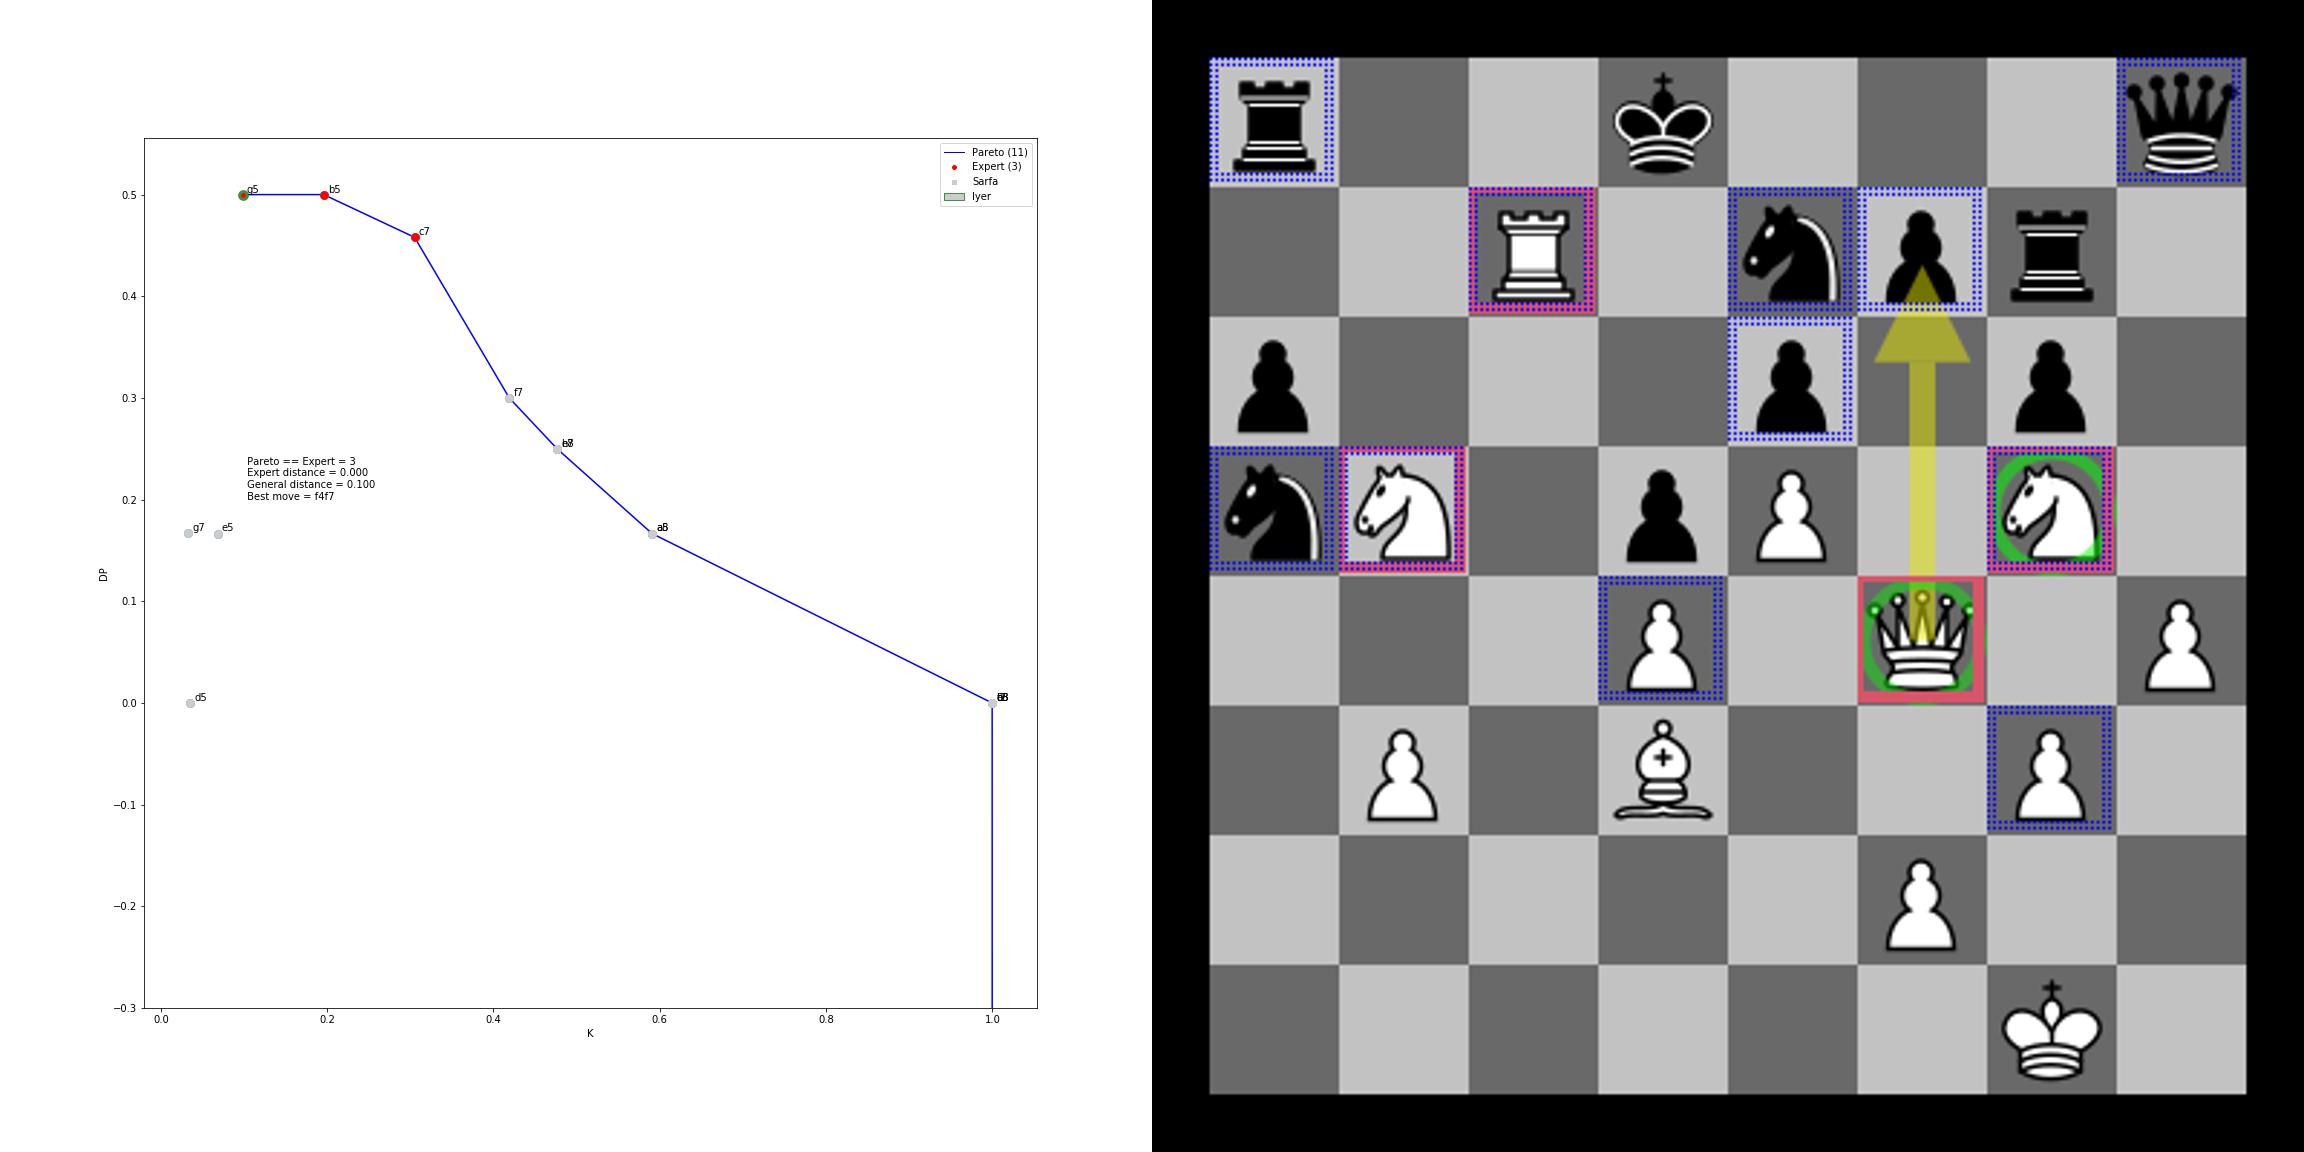 Pareto (11)
Expert (3)
Sarfa
Iyer
g5
b5
c7
f7
g7
e5
d5
Pareto == Expert = 3
Expert distance = 0.000
General distance = 0.100
Best move = f4f7
DP
0.5
0.4
0.3
0.2
0.1
0.0
−0.1
−0.2
−0.3
0.0 0.2 0.4 0.6 0.8 1.0
K